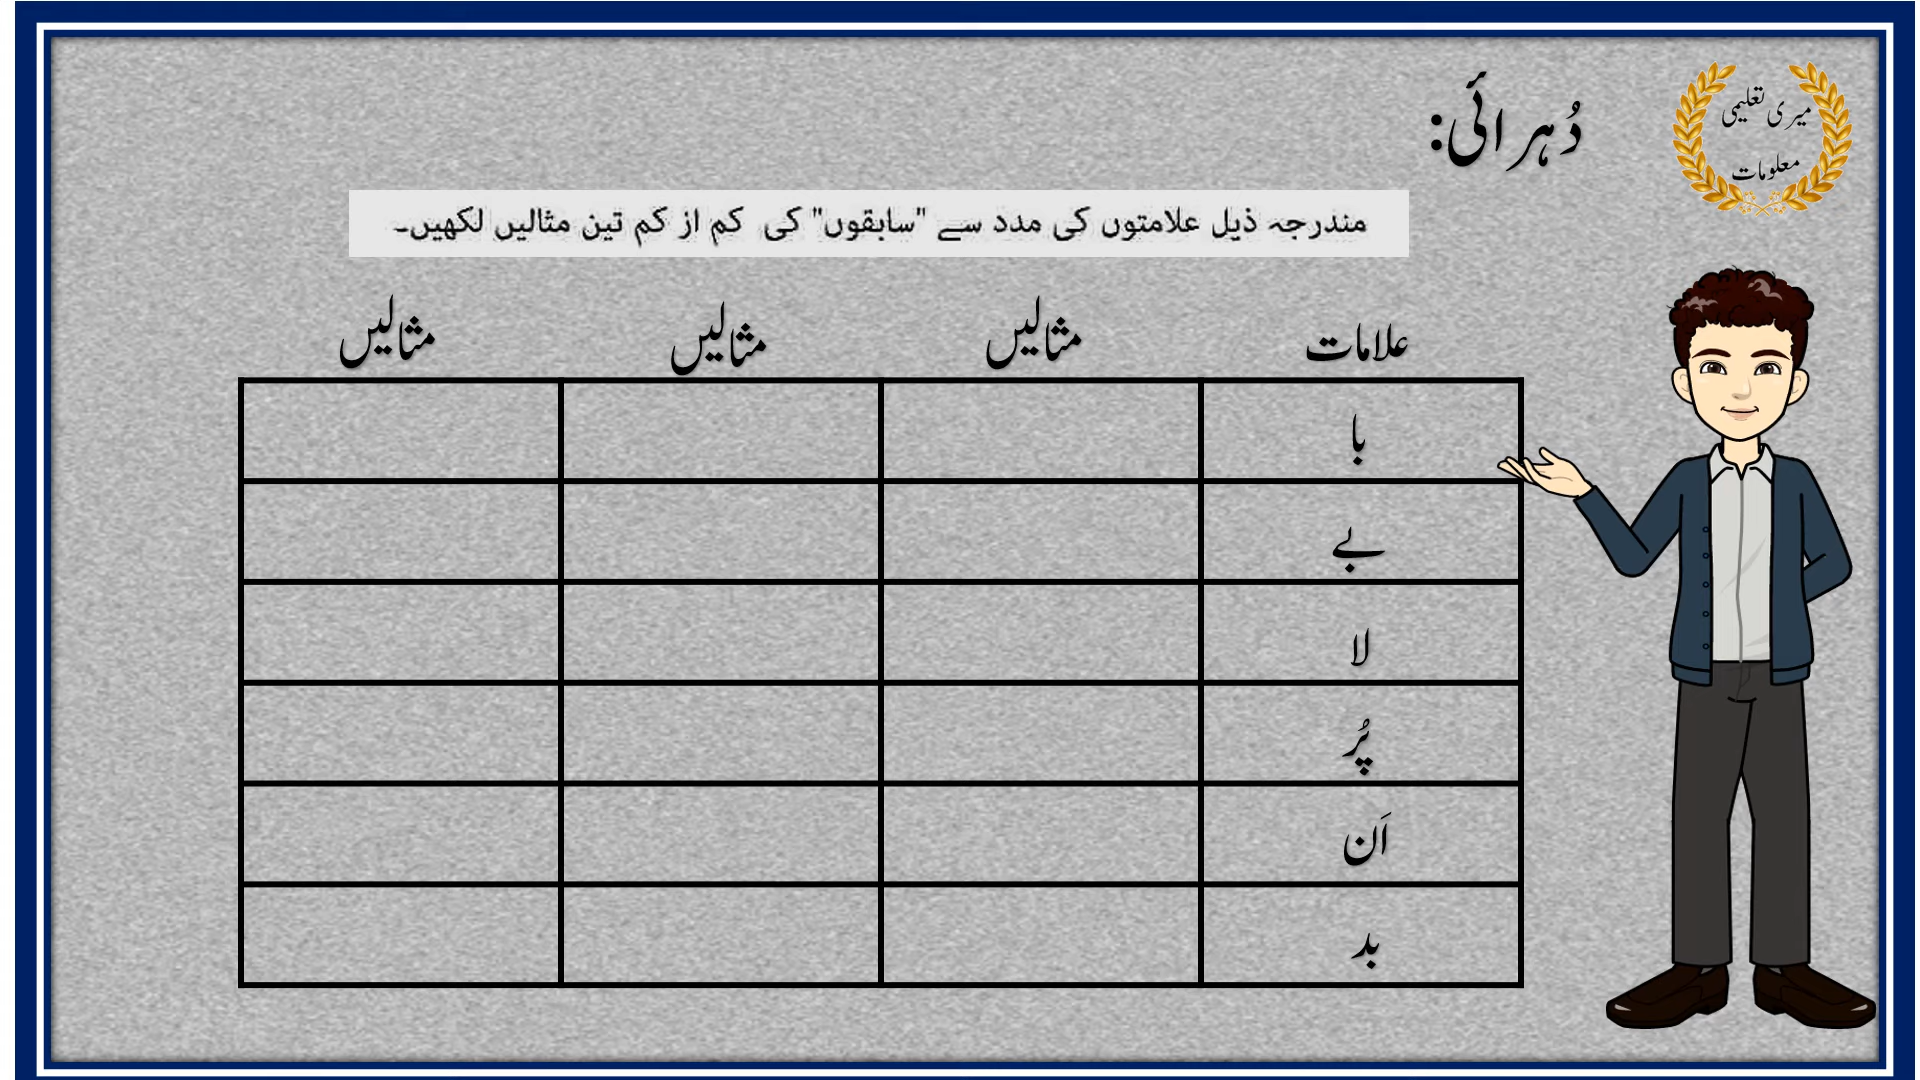 میری تعلیمی
معلومات
دُہرائی:
مندرجہ ذیل علامتوں کی مدد سے "سابقوں" کی کم از کم تین مثالیں لکھیں۔
علامات مثالیں مثالیں مثالیں
با
بے
لا
پُر
اَن
بد